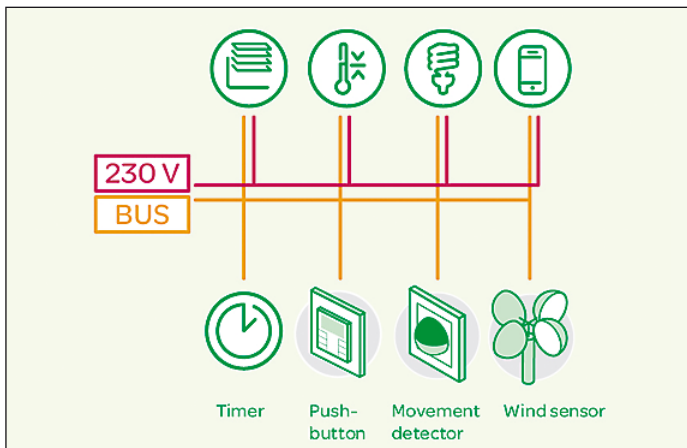 230 V
BUS
Timer
Push-
button
Movement
detector
Wind sensor